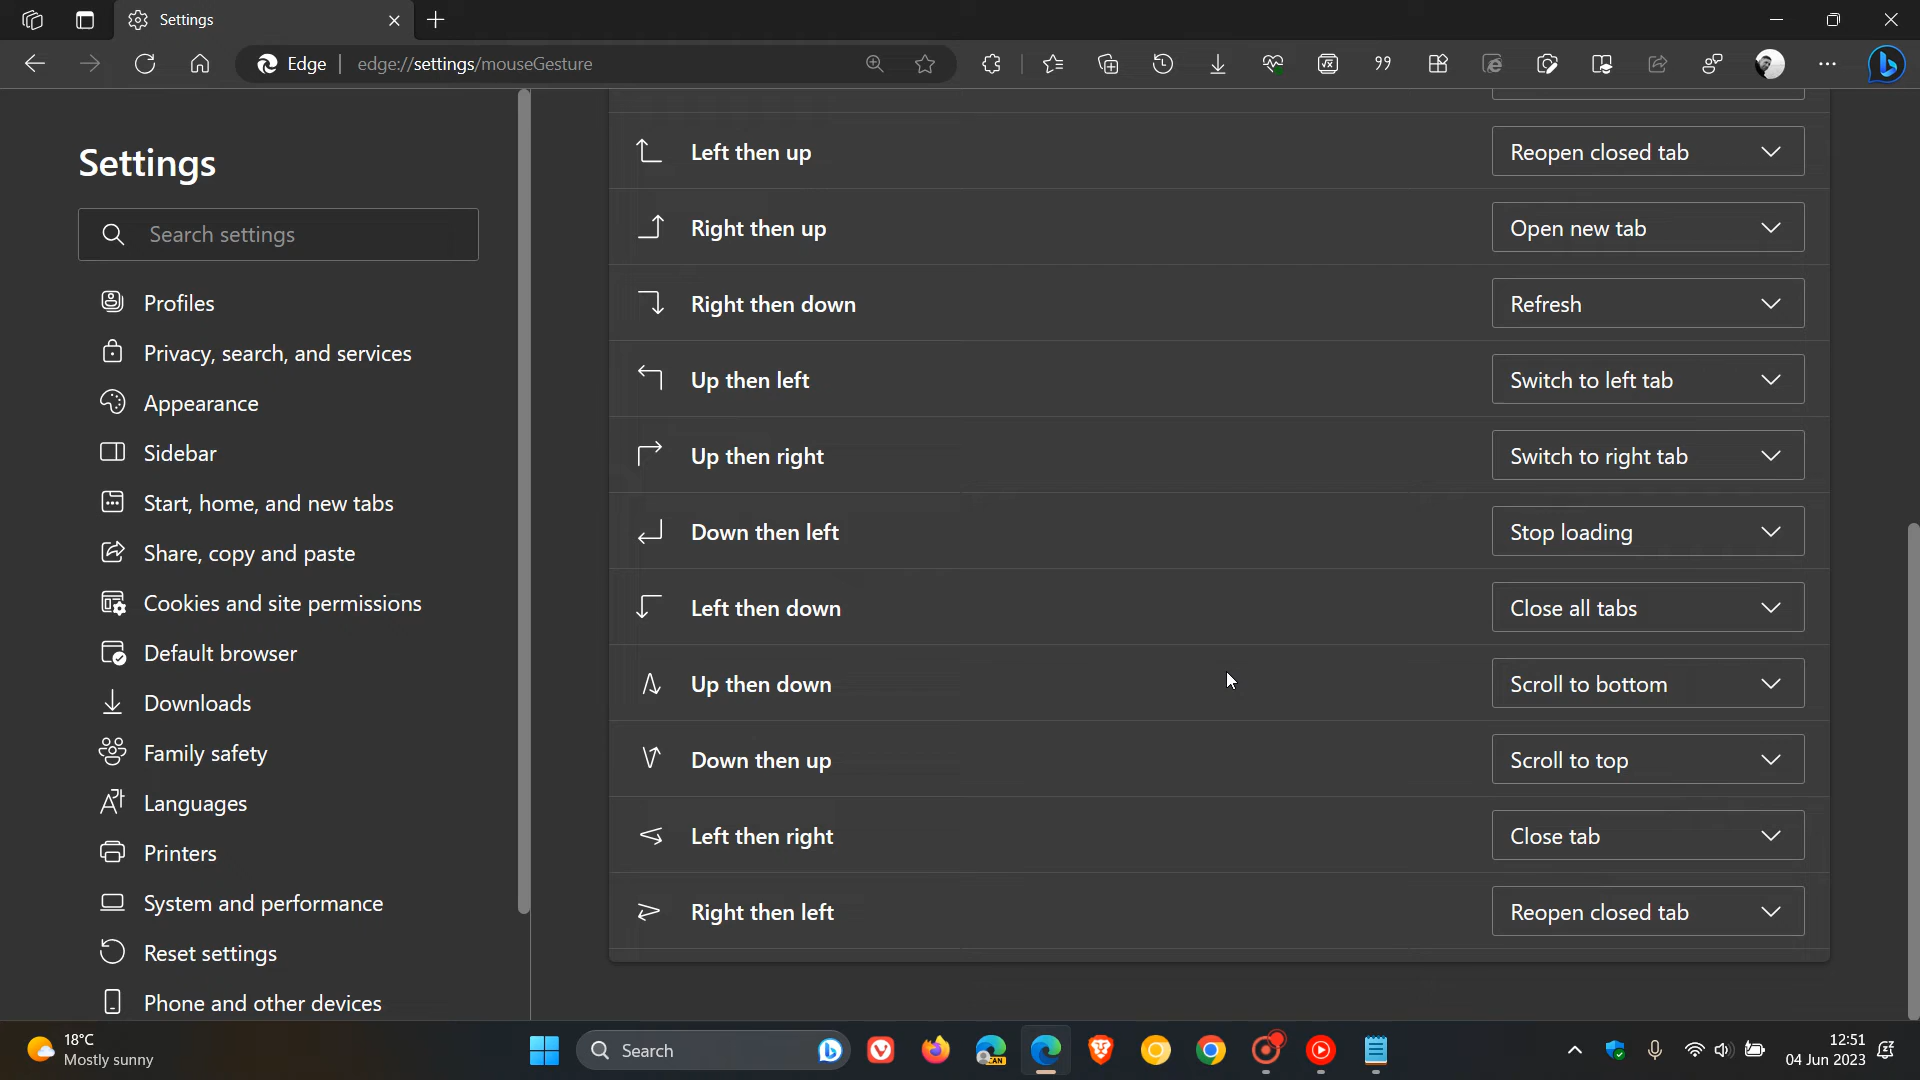 Settings
Edge
edge://settings/mouseGesture
Settings
Search settings
Profiles
Privacy, search, and services
Appearance
Sidebar
Start, home, and new tabs
Share, copy and paste
Cookies and site permissions
Default browser
Downloads
Family safety
Languages
Printers
System and performance
Reset settings
Phone and other devices
Left then up
Reopen closed tab
Right then up
Open new tab
Right then down
Refresh
Up then left
Switch to left tab
Up then right
Switch to right tab
Down then left
Stop loading
Left then down
Close all tabs
Up then down
Scroll to bottom
Down then up
Scroll to top
Left then right
Close tab
Right then left
Reopen closed tab
18°C
Mostly sunny
Search
CAN
12:51
04 Jun 2023